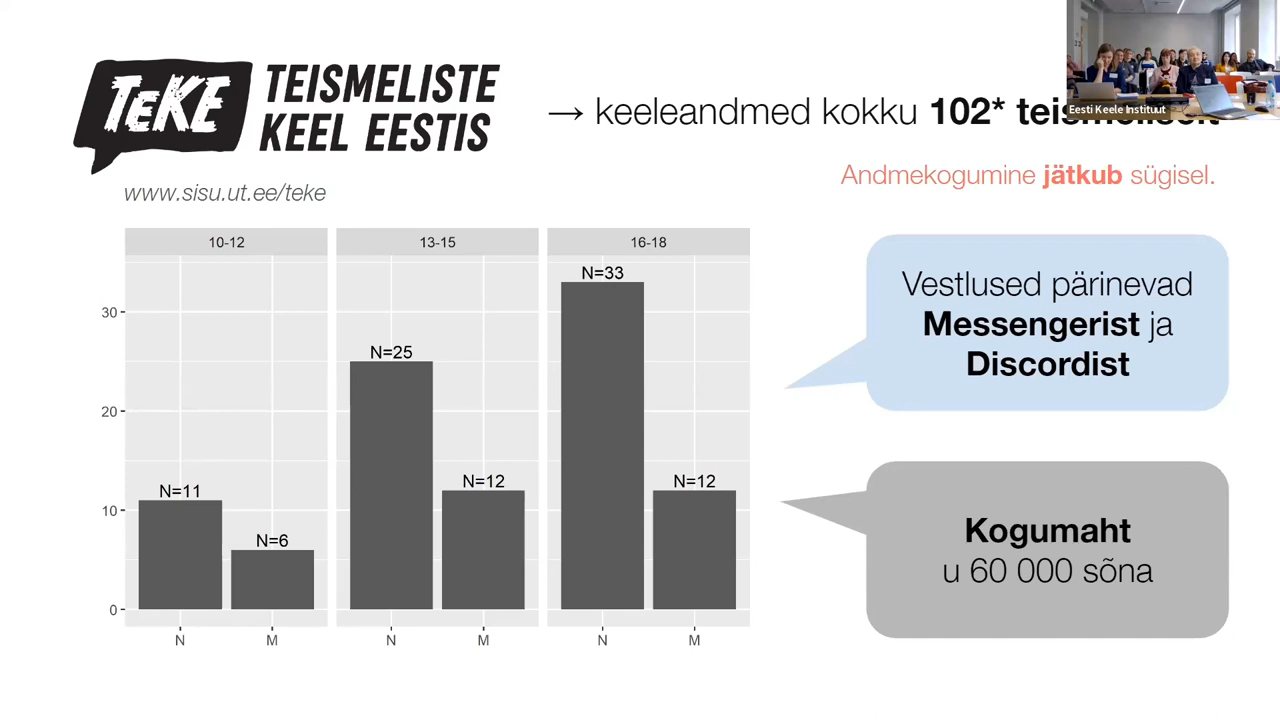 TeKE
TEISMELISTE
KEEL EESTIS
→ keeleandmed kokku 102*
Eesti Keele Instituut
www.sisu.ut.ee/teke
Andmekogumine jätkub sügisel.
10-12
13-15
16-18
N=33
N=25
N=12
N=12
N=11
N=6
30
20
10
0
N
M
N
M
N
M
Vestlused pärinevad
Messengerist ja
Discordist
Kogumaht
u 60 000 sõna